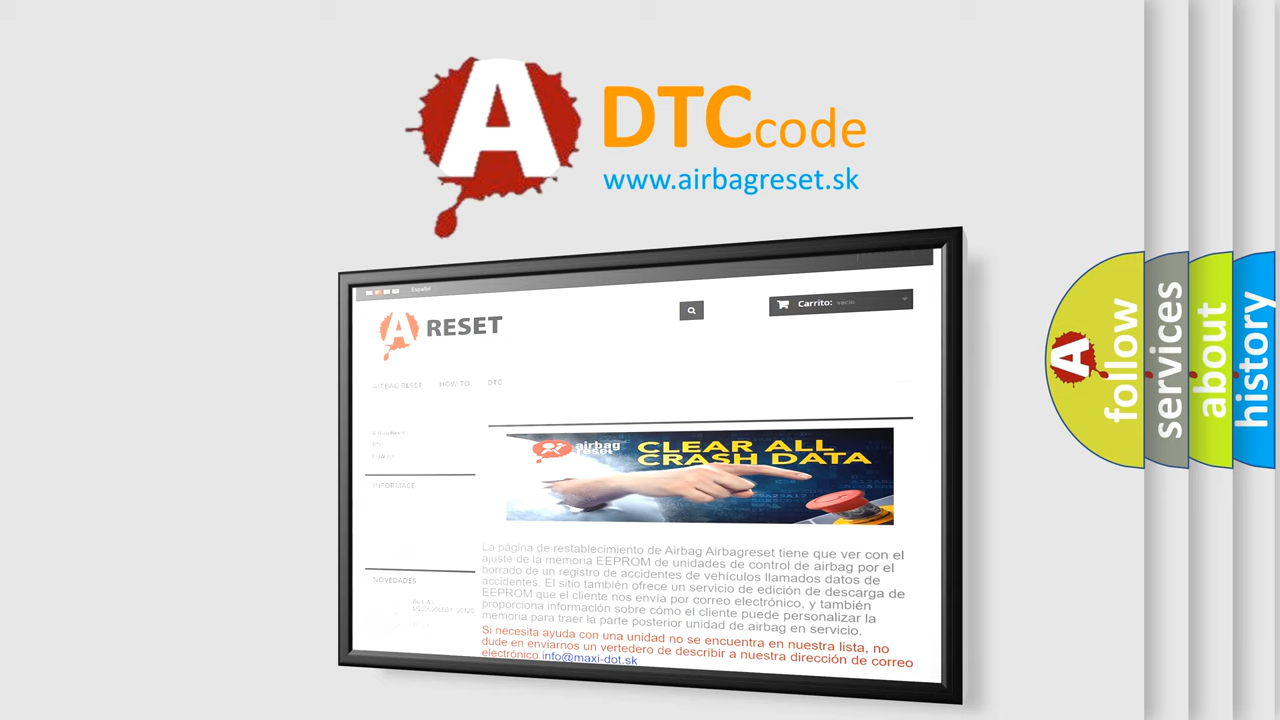 A DTCcode
www.airbagreset.sk
Español
A RESET
Carrito: vacío
AIRBAG RESET HOW TO DTC
INFORMACE
NOVEDADES
airbag
reset
CLEAR ALL
CRASH DATA
La página de restablecimiento de Airbag Airbagreset tiene que ver con el
ajuste de la memoria EEPROM de unidades de control de airbag por el
borrado de un registro de accidentes de vehículos llamados datos de
accidentes. El sitio también ofrece un servicio de edición de descarga de
EEPROM que el cliente nos envía por correo electrónico, y también
proporciona información sobre cómo el cliente puede personalizar la
memoria para traer la parte posterior unidad de airbag en servicio.
Si necesita ayuda con una unidad no se encuentra en nuestra lista, no
dude en enviarnos un vertedero de describir a nuestra dirección de correo
electrónico info@maxi-dot.sk
A follow
services
about
history